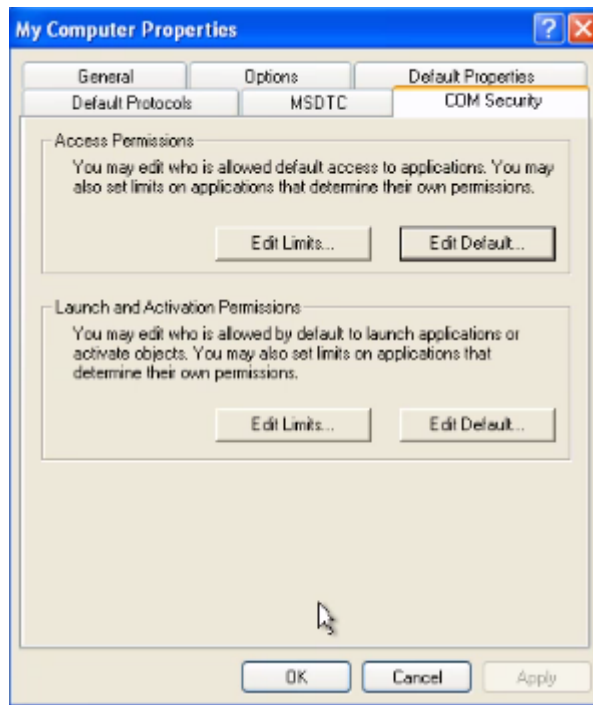 My Computer Properties
General Options Default Properties
Default Protocols MSDTC COM Security
Access Permissions
You may edit who is allowed default access to applications. You may
also set limits on applications that determine their own permissions.
Edit Limits... Edit Default...
Launch and Activation Permissions
You may edit who is allowed by default to launch applications or
activate objects. You may also set limits on applications that
determine their own permissions.
Edit Limits... Edit Default...
OK Cancel Apply